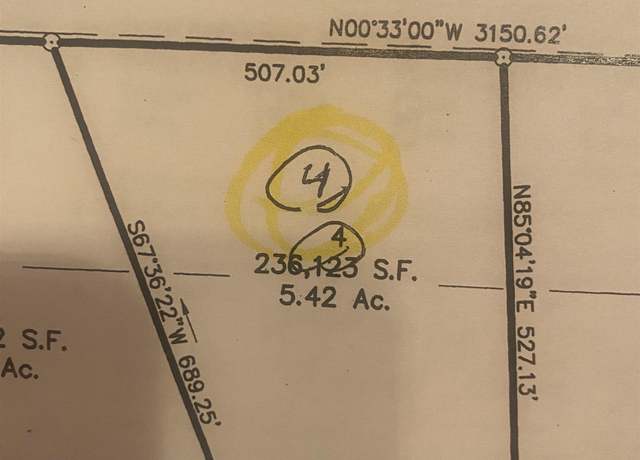 N00°33'00"W 3150.62'
507.03'
4
4
236,123 S.F.
5.42 Ac.
S67°36'22"W 689.25'
N85°04'19"E 527.13'
2 S.F.
Ac.